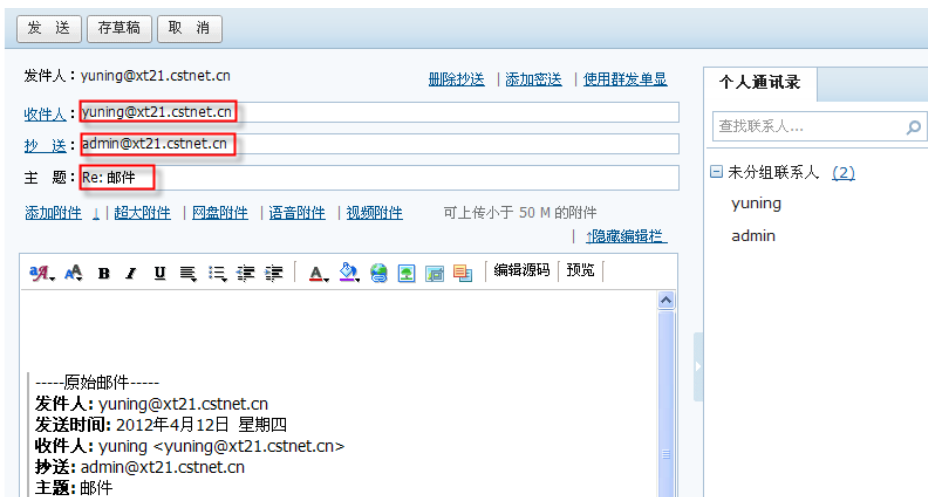 发 送 存草稿 取 消
发件人：yuning@xt21.cstnet.cn 删除抄送 | 添加密送 | 使用群发单显
收件人：yuning@xt21.cstnet.cn
抄 送：admin@xt21.cstnet.cn
主 题：Re: 邮件
添加附件 ↓ | 超大附件 | 网盘附件 | 语音附件 | 视频附件 可上传小于 50 M 的附件
| ↑隐藏编辑栏
B I U A 编辑源码 预览
-----原始邮件-----
发件人: yuning@xt21.cstnet.cn
发送时间: 2012年4月12日 星期四
收件人: yuning <yuning@xt21.cstnet.cn>
抄送: admin@xt21.cstnet.cn
主题: 邮件
个人通讯录
查找联系人...
未分组联系人 (2)
yuning
admin